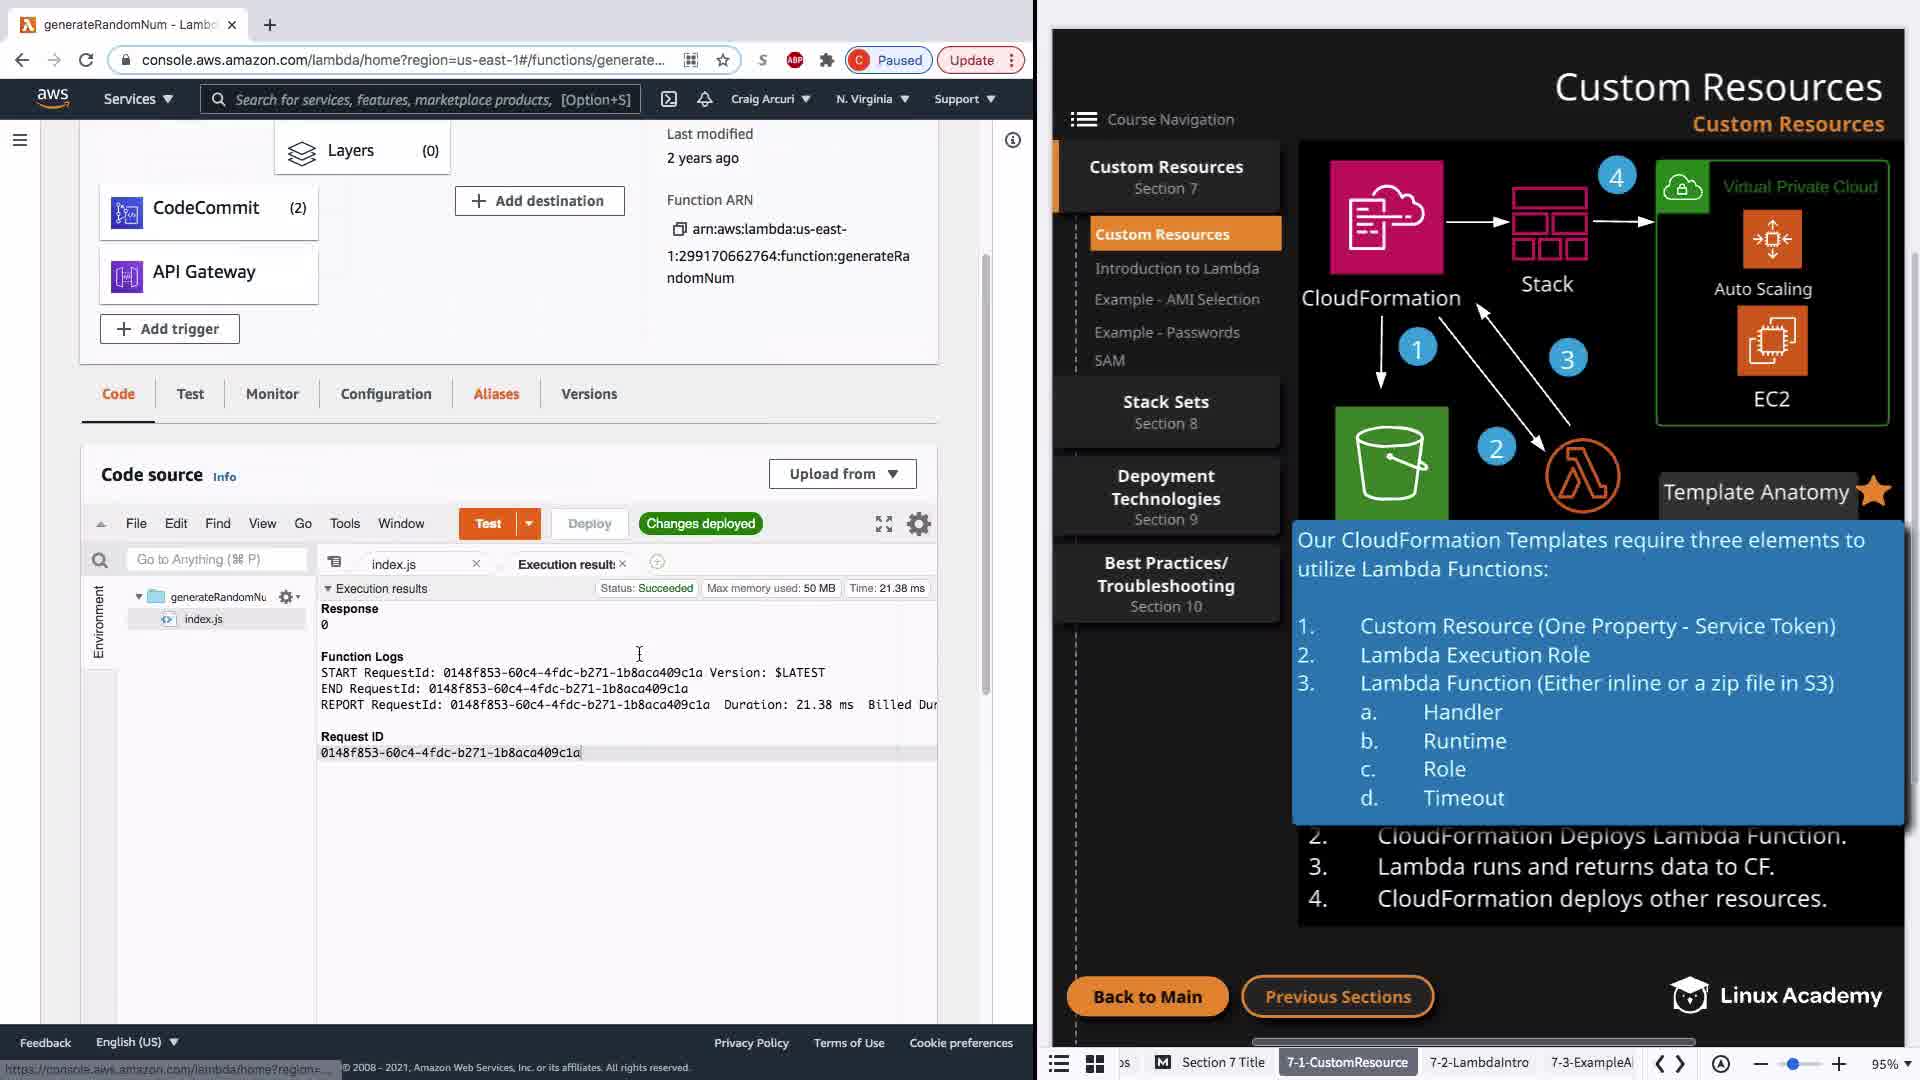 generateRandomNum - Lamb
console.aws.amazon.com/lambda/home?region=us-east-1#/functions/generate...
ABP
C Paused
Update
aws
Services
Search for services, features, marketplace products, [Option+S]
Craig Arcuri
N. Virginia
Support
Layers (0)
CodeCommit (2)
API Gateway
+ Add trigger
+ Add destination
Last modified
2 years ago
Function ARN
arn:aws:lambda:us-east-
1:299170662764:function:generateRa
ndomNum
Code
Test
Monitor
Configuration
Aliases
Versions
Code source Info
Upload from
File Edit Find View Go Tools Window
Test
Deploy
Changes deployed
Go to Anything (⌘ P)
index.js
Execution result:
Environment
generateRandomNu
index.js
Execution results
Status: Succeeded
Max memory used: 50 MB
Time: 21.38 ms
Response
0
Function Logs
START RequestId: 0148f853-60c4-4fdc-b271-1b8aca409c1a Version: $LATEST
END RequestId: 0148f853-60c4-4fdc-b271-1b8aca409c1a
REPORT RequestId: 0148f853-60c4-4fdc-b271-1b8aca409c1a Duration: 21.38 ms Billed Dur
Request ID
0148f853-60c4-4fdc-b271-1b8aca409c1a
Feedback
English (US)
Privacy Policy
Terms of Use
Cookie preferences
https://console.aws.amazon.com/lambda/home?region=...
© 2008 - 2021, Amazon Web Services, Inc. or its affiliates. All rights reserved.
Custom Resources
Custom Resources
Course Navigation
Custom Resources
Section 7
Custom Resources
Introduction to Lambda
Example - AMI Selection
Example - Passwords
SAM
Stack Sets
Section 8
Depoyment
Technologies
Section 9
Best Practices/
Troubleshooting
Section 10
CloudFormation
Stack
4
Virtual Private Cloud
Auto Scaling
EC2
1
3
2
Template Anatomy
Our CloudFormation Templates require three elements to
utilize Lambda Functions:
1. Custom Resource (One Property - Service Token)
2. Lambda Execution Role
3. Lambda Function (Either inline or a zip file in S3)
a. Handler
b. Runtime
c. Role
d. Timeout
2. CloudFormation Deploys Lambda Function.
3. Lambda runs and returns data to CF.
4. CloudFormation deploys other resources.
Back to Main
Previous Sections
Linux Academy
os
M Section 7 Title
7-1-CustomResource
7-2-LambdaIntro
7-3-ExampleA
95%